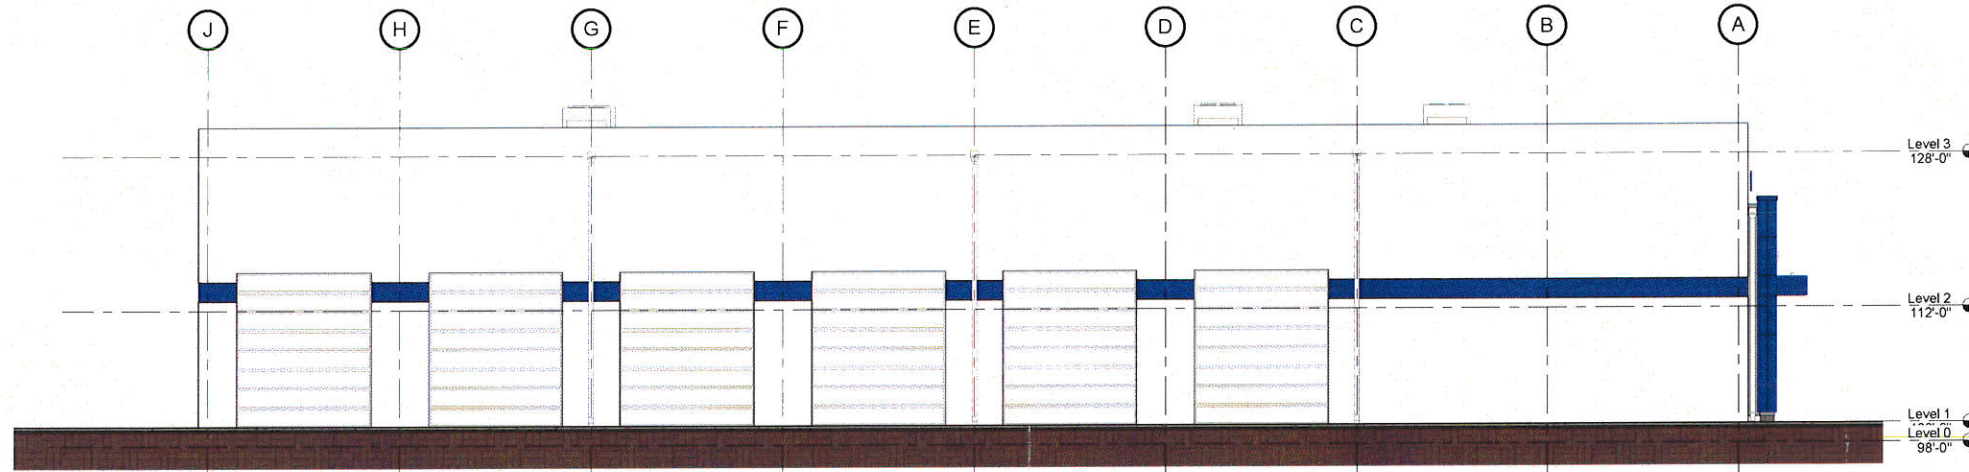 J H G F E D C B A
Level 3
128'-0"
Level 2
112'-0"
Level 1
Level 0
98'-0"